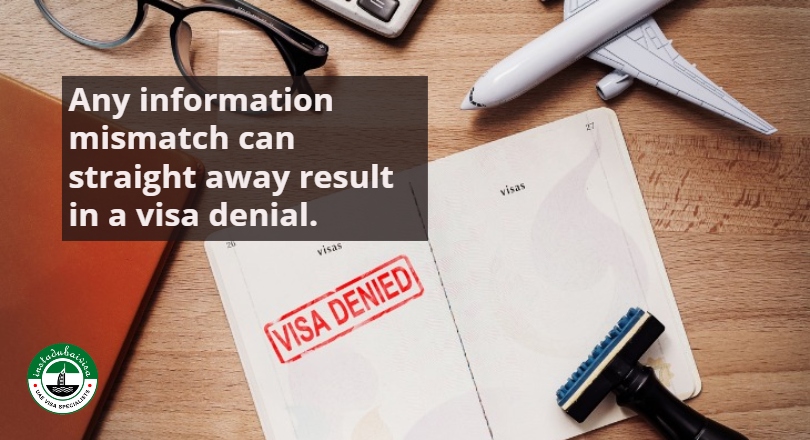 Any information
mismatch can
straight away result
in a visa denial.
27
visas
26
visas
VISA DENIED
instadubaivisa
UAE VISA SPECIALISTS